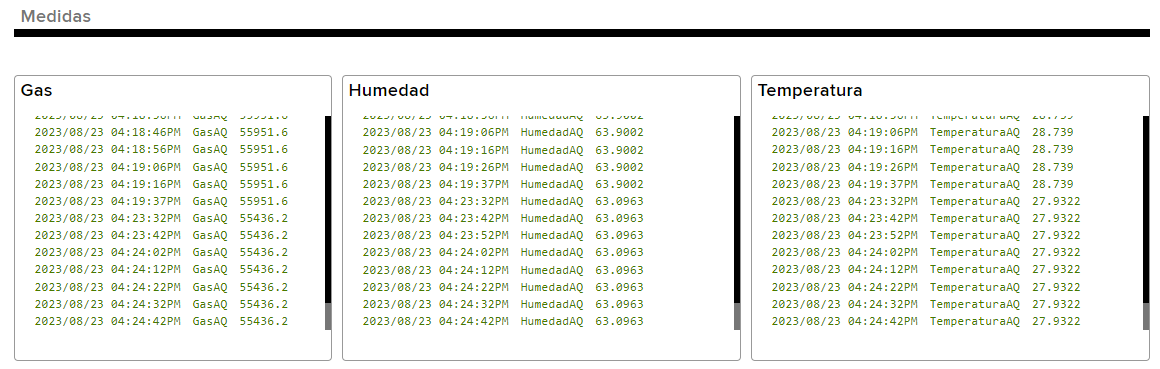 Medidas
Gas
2023/08/23 04:18:46PM GasAQ 55951.6
2023/08/23 04:18:56PM GasAQ 55951.6
2023/08/23 04:19:06PM GasAQ 55951.6
2023/08/23 04:19:16PM GasAQ 55951.6
2023/08/23 04:19:37PM GasAQ 55951.6
2023/08/23 04:23:32PM GasAQ 55436.2
2023/08/23 04:23:42PM GasAQ 55436.2
2023/08/23 04:24:02PM GasAQ 55436.2
2023/08/23 04:24:12PM GasAQ 55436.2
2023/08/23 04:24:22PM GasAQ 55436.2
2023/08/23 04:24:32PM GasAQ 55436.2
2023/08/23 04:24:42PM GasAQ 55436.2
Humedad
2023/08/23 04:19:06PM HumedadAQ 63.9002
2023/08/23 04:19:16PM HumedadAQ 63.9002
2023/08/23 04:19:26PM HumedadAQ 63.9002
2023/08/23 04:19:37PM HumedadAQ 63.9002
2023/08/23 04:23:32PM HumedadAQ 63.0963
2023/08/23 04:23:42PM HumedadAQ 63.0963
2023/08/23 04:23:52PM HumedadAQ 63.0963
2023/08/23 04:24:02PM HumedadAQ 63.0963
2023/08/23 04:24:12PM HumedadAQ 63.0963
2023/08/23 04:24:22PM HumedadAQ 63.0963
2023/08/23 04:24:32PM HumedadAQ 63.0963
2023/08/23 04:24:42PM HumedadAQ 63.0963
Temperatura
2023/08/23 04:19:06PM TemperaturaAQ 28.739
2023/08/23 04:19:16PM TemperaturaAQ 28.739
2023/08/23 04:19:26PM TemperaturaAQ 28.739
2023/08/23 04:19:37PM TemperaturaAQ 28.739
2023/08/23 04:23:32PM TemperaturaAQ 27.9322
2023/08/23 04:23:42PM TemperaturaAQ 27.9322
2023/08/23 04:23:52PM TemperaturaAQ 27.9322
2023/08/23 04:24:02PM TemperaturaAQ 27.9322
2023/08/23 04:24:12PM TemperaturaAQ 27.9322
2023/08/23 04:24:22PM TemperaturaAQ 27.9322
2023/08/23 04:24:32PM TemperaturaAQ 27.9322
2023/08/23 04:24:42PM TemperaturaAQ 27.9322